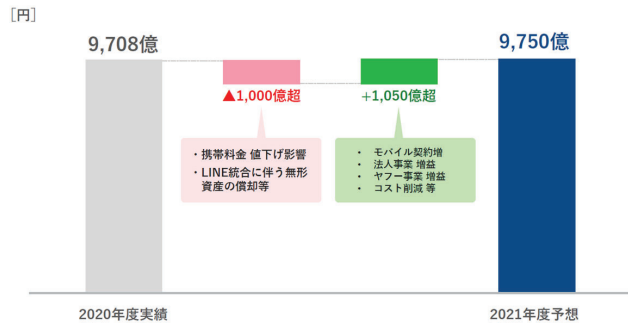 [円]
9,708億
9,750億
▲1,000億超
+1,050億超
・携帯料金 値下げ影響
・LINE統合に伴う無形
資産の償却等
・ モバイル契約増
・ 法人事業 増益
・ ヤフー事業 増益
・ コスト削減 等
2020年度実績
2021年度予想